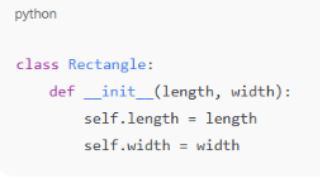 python
class Rectangle:
    def __init__(length, width):
        self.length = length
        self.width = width